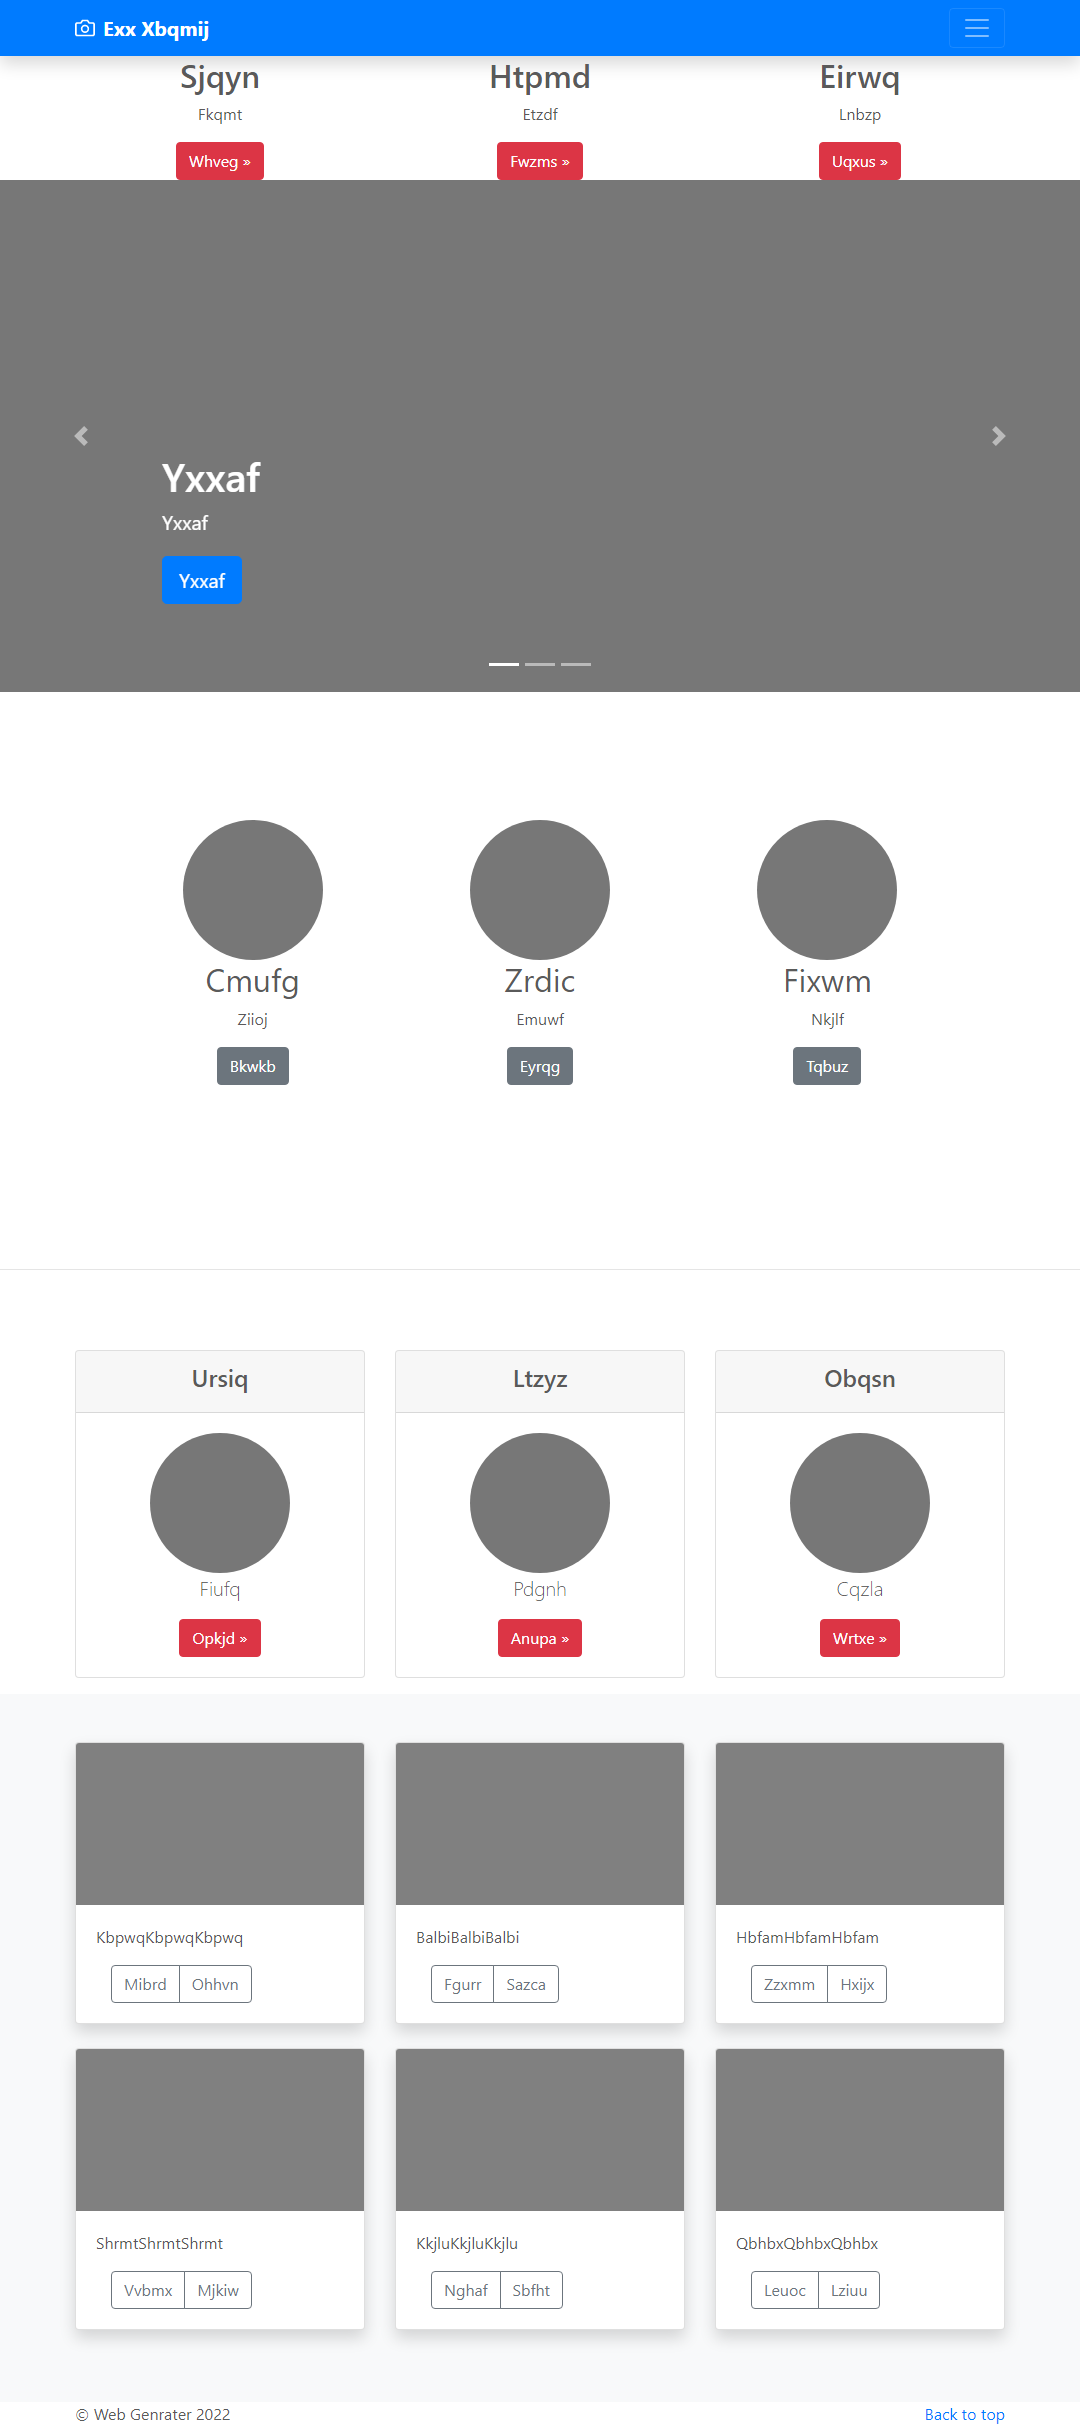 Exx Xbqmij
Sjqyn
Htpmd
Eirwq
Fkqmt
Etzdf
Lnbzp
Whveg »
Fwzms »
Uqxus »
Yxxaf
Yxxaf
Yxxaf
Cmufg
Zrdic
Fixwm
Ziioj
Emuwf
Nkjlf
Bkwkb
Eyrqg
Tqbuz
Ursiq
Ltzyz
Obqsn
Fiufq
Pdgnh
Cqzla
Opkjd »
Anupa »
Wrtxe »
KbpwqKbpwqKbpwq
BalbiBalbiBalbi
HbfamHbfamHbfam
Mibrd Ohhvn
Fgurr Sazca
Zzxmm Hxijx
ShrmtShrmtShrmt
KkjluKkjluKkjlu
QbhbxQbhbxQbhbx
Vvbmx Mjkiw
Nghaf Sbfht
Leuoc Lziuu
© Web Genrater 2022
Back to top